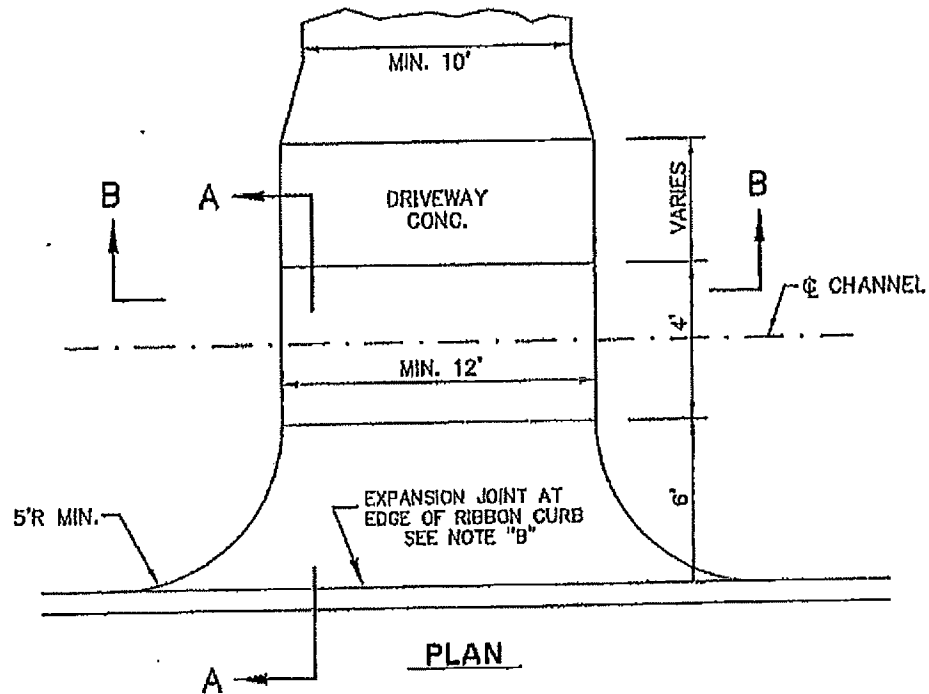 MIN. 10'
B
A
DRIVEWAY
CONC.
VARIES
B
℄ CHANNEL
4'
MIN. 12'
6'
5'R MIN.
EXPANSION JOINT AT
EDGE OF RIBBON CURB
SEE NOTE "B"
PLAN
A